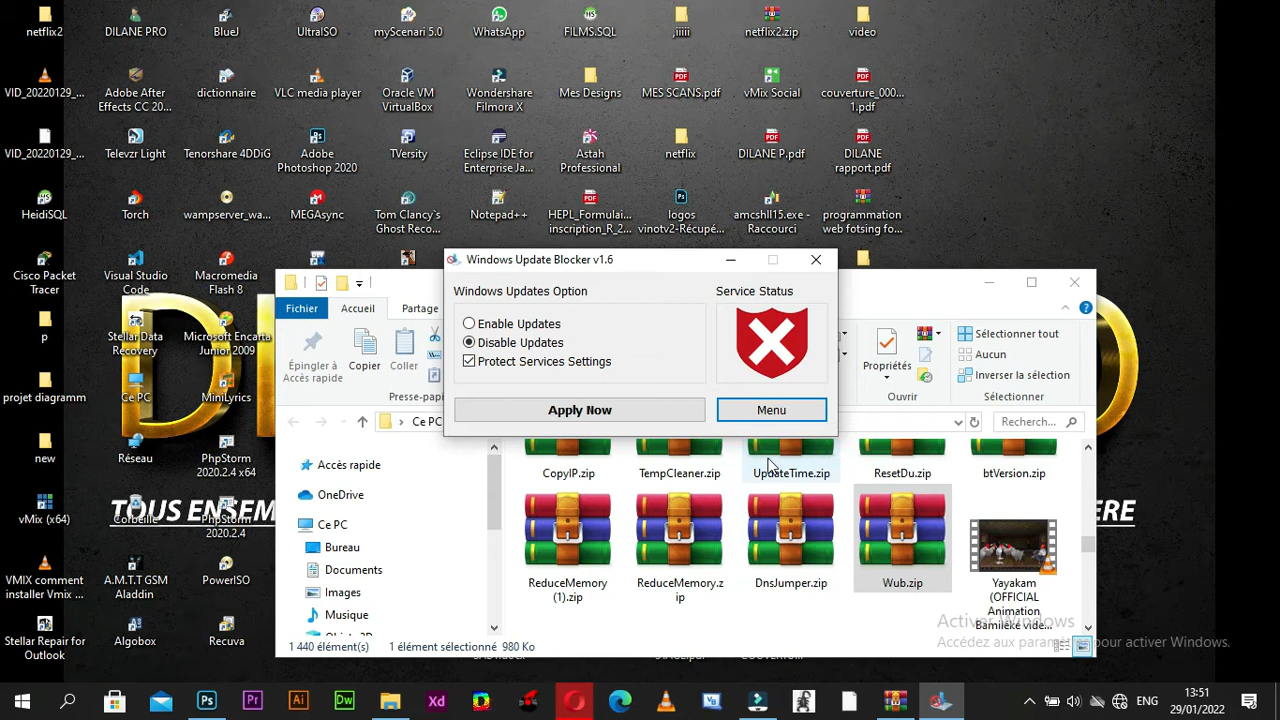 netflix2
DILANE PRO
BlueJ
UltraISO
myScenari 5.0
WhatsApp
FILMS.SQL
,jiiiii
netflix2.zip
video
VID_20220129_...
Adobe After
Effects CC 20...
dictionnaire
VLC media player
Oracle VM
VirtualBox
Wondershare
Filmora X
Mes Designs
MES SCANS.pdf
vMix Social
couverture_000...
1.pdf
VID_20220129_...
Televzr Light
Tenorshare 4DDiG
Adobe
Photoshop 2020
TVersity
Eclipse IDE for
Enterprise Ja...
Astah
Professional
netflix
DILANE P.pdf
DILANE
rapport.pdf
HeidiSQL
Torch
wampserver_wa...
MEGAsync
Tom Clancy's
Ghost Reco...
Notepad++
HEPL_Formulai...
inscription_R_2...
logos
vinotv2-Récupé...
amcshll15.exe -
Raccourci
programmation
web fotsing fo...
Cisco Packet
Tracer
Visual Studio
Code
Macromedia
Flash 8
p
Stellar Data
Recovery
Microsoft Encarta
Junior 2009
projet diagramm
Ce PC
MiniLyrics
new
Réseau
PhpStorm
2020.2.4 x64
vMix (x64)
Corbeille
PhpStorm
2020.2.4
VMIX comment
installer Vmix ...
A.M.T.T GSM
Aladdin
PowerISO
Stellar Repair for
Outlook
Algobox
Recuva
TOUS ENSEM
ERE
Windows Update Blocker v1.6
Windows Updates Option
Service Status
Enable Updates
Disable Updates
Protect Services Settings
Apply Now
Menu
Fichier
Accueil
Partage
Épingler à
Accès rapide
Copier
Coller
Presse-pa
Propriétés
Ouvrir
Sélectionner tout
Aucun
Inverser la sélection
Sélectionner
Ce PC
Recherch...
Accès rapide
OneDrive
Ce PC
Bureau
Documents
Images
Musique
CopyIP.zip
TempCleaner.zip
UpdateTime.zip
ResetDu.zip
btVersion.zip
ReduceMemory
(1).zip
ReduceMemory.z
ip
DnsJumper.zip
Wub.zip
Yayakam
(OFFICIAL
Animation
Bamiléké vide...
1 440 élément(s)
1 élément sélectionné
980 Ko
Activer Windows
Accédez aux paramètres pour activer Windows.
ENG
13:51
29/01/2022